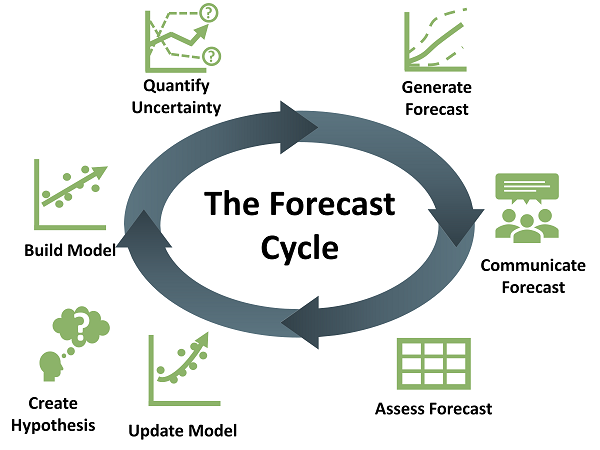 ?
?
Quantify
Uncertainty
Generate
Forecast
The Forecast
Cycle
Build Model
Communicate
Forecast
?
Create
Hypothesis
Update Model
Assess Forecast